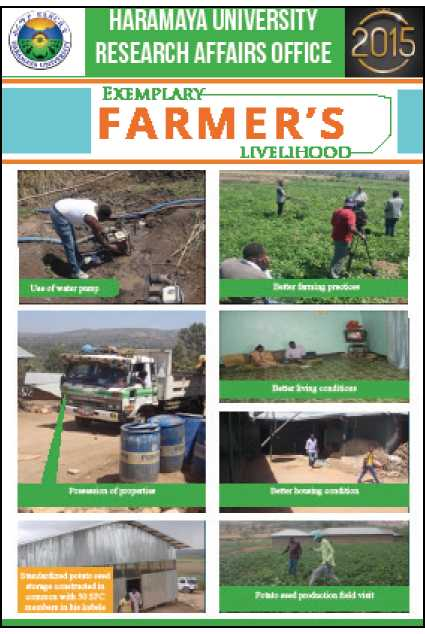 HARAMAYA UNIVERSITY
RESEARCH AFFAIRS OFFICE
2015
HARAMAYA UNIVERSITY
EXEMPLARY
FARMER'S
LIVELIHOOD
Use of water pump
Better farming practices
Better living conditions
Possession of properties
Better housing condition
Standardized potato seed
storage constructed in
common with 50 SPC
members in his kebele
Potato seed production field visit